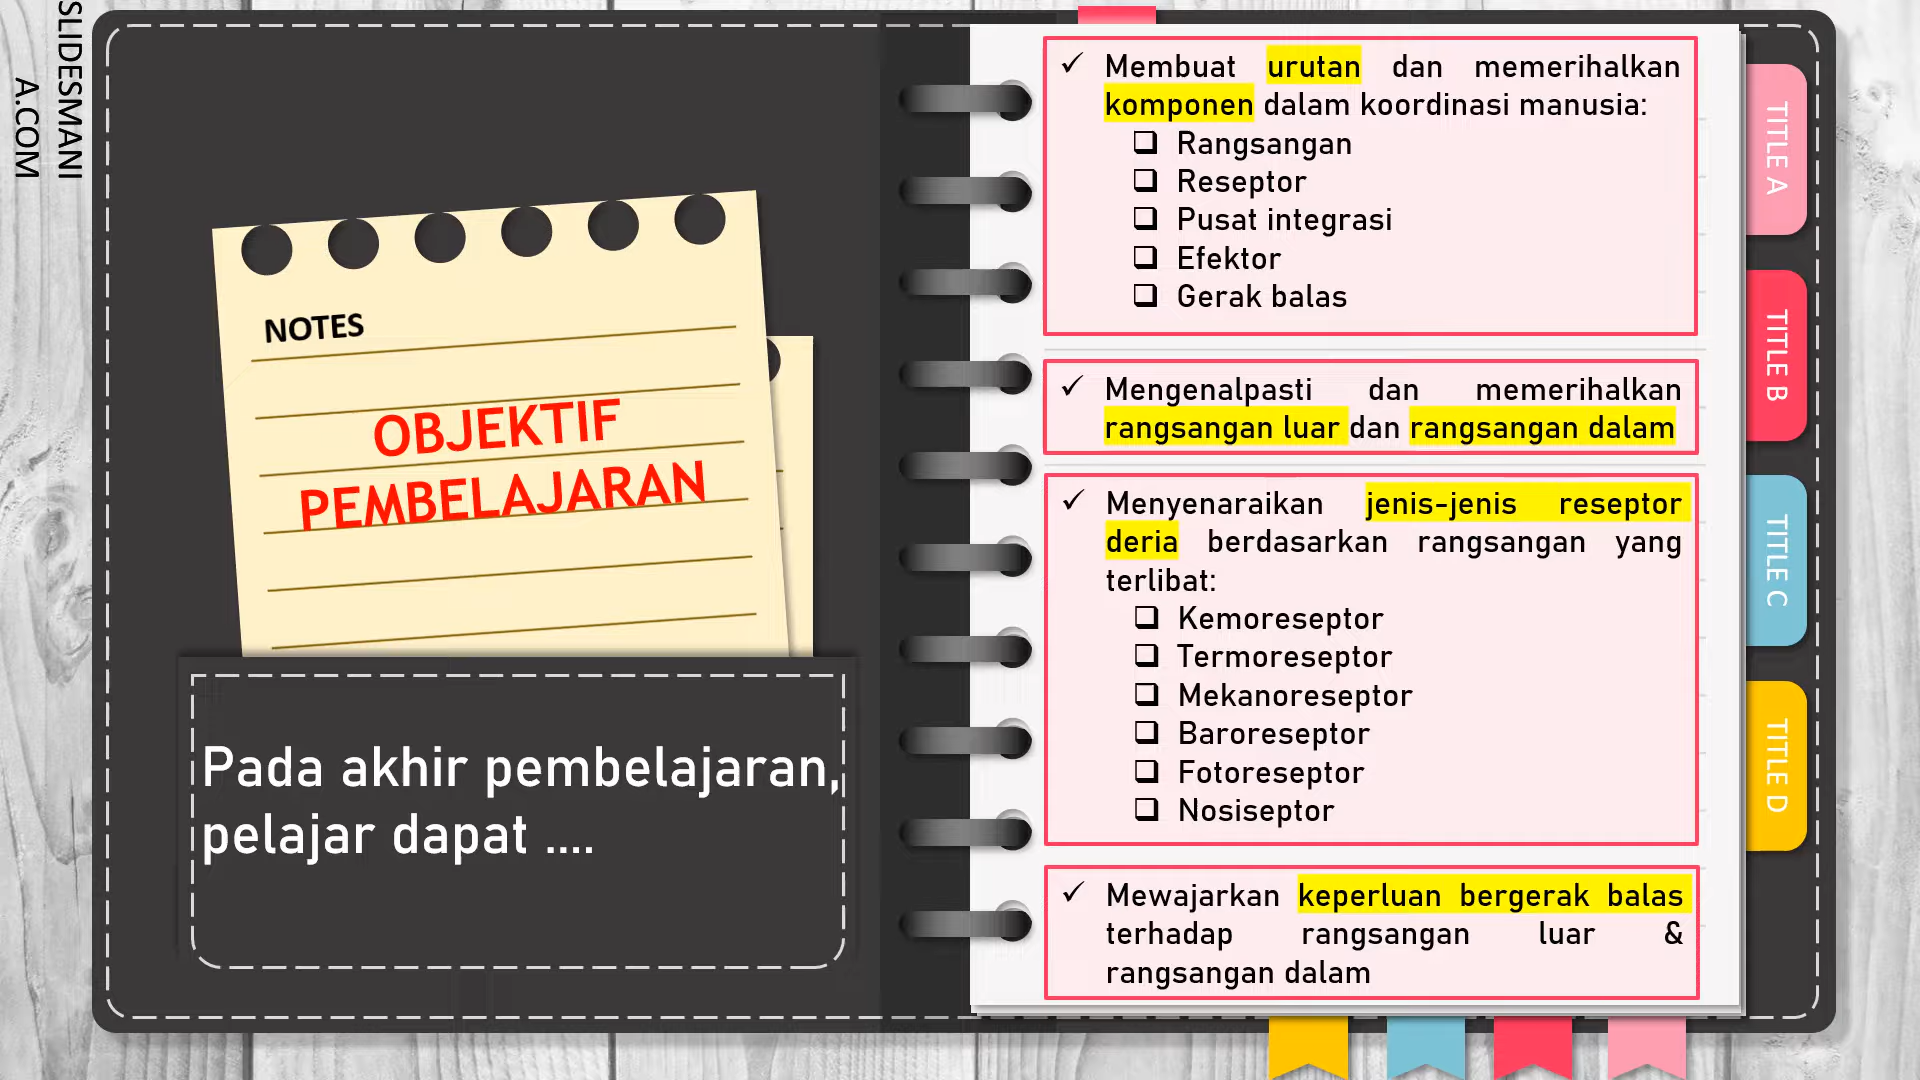 SLIDESMANI
A.COM
NOTES
OBJEKTIF
PEMBELAJARAN
Pada akhir pembelajaran,
pelajar dapat ....
✓ Membuat urutan dan memerihalkan
komponen dalam koordinasi manusia:
❑ Rangsangan
❑ Reseptor
❑ Pusat integrasi
❑ Efektor
❑ Gerak balas
✓ Mengenalpasti dan memerihalkan
rangsangan luar dan rangsangan dalam
✓ Menyenaraikan jenis-jenis reseptor
deria berdasarkan rangsangan yang
terlibat:
❑ Kemoreseptor
❑ Termoreseptor
❑ Mekanoreseptor
❑ Baroreseptor
❑ Fotoreseptor
❑ Nosiseptor
✓ Mewajarkan keperluan bergerak balas
terhadap rangsangan luar &
rangsangan dalam
TITLE A
TITLE B
TITLE C
TITLE D